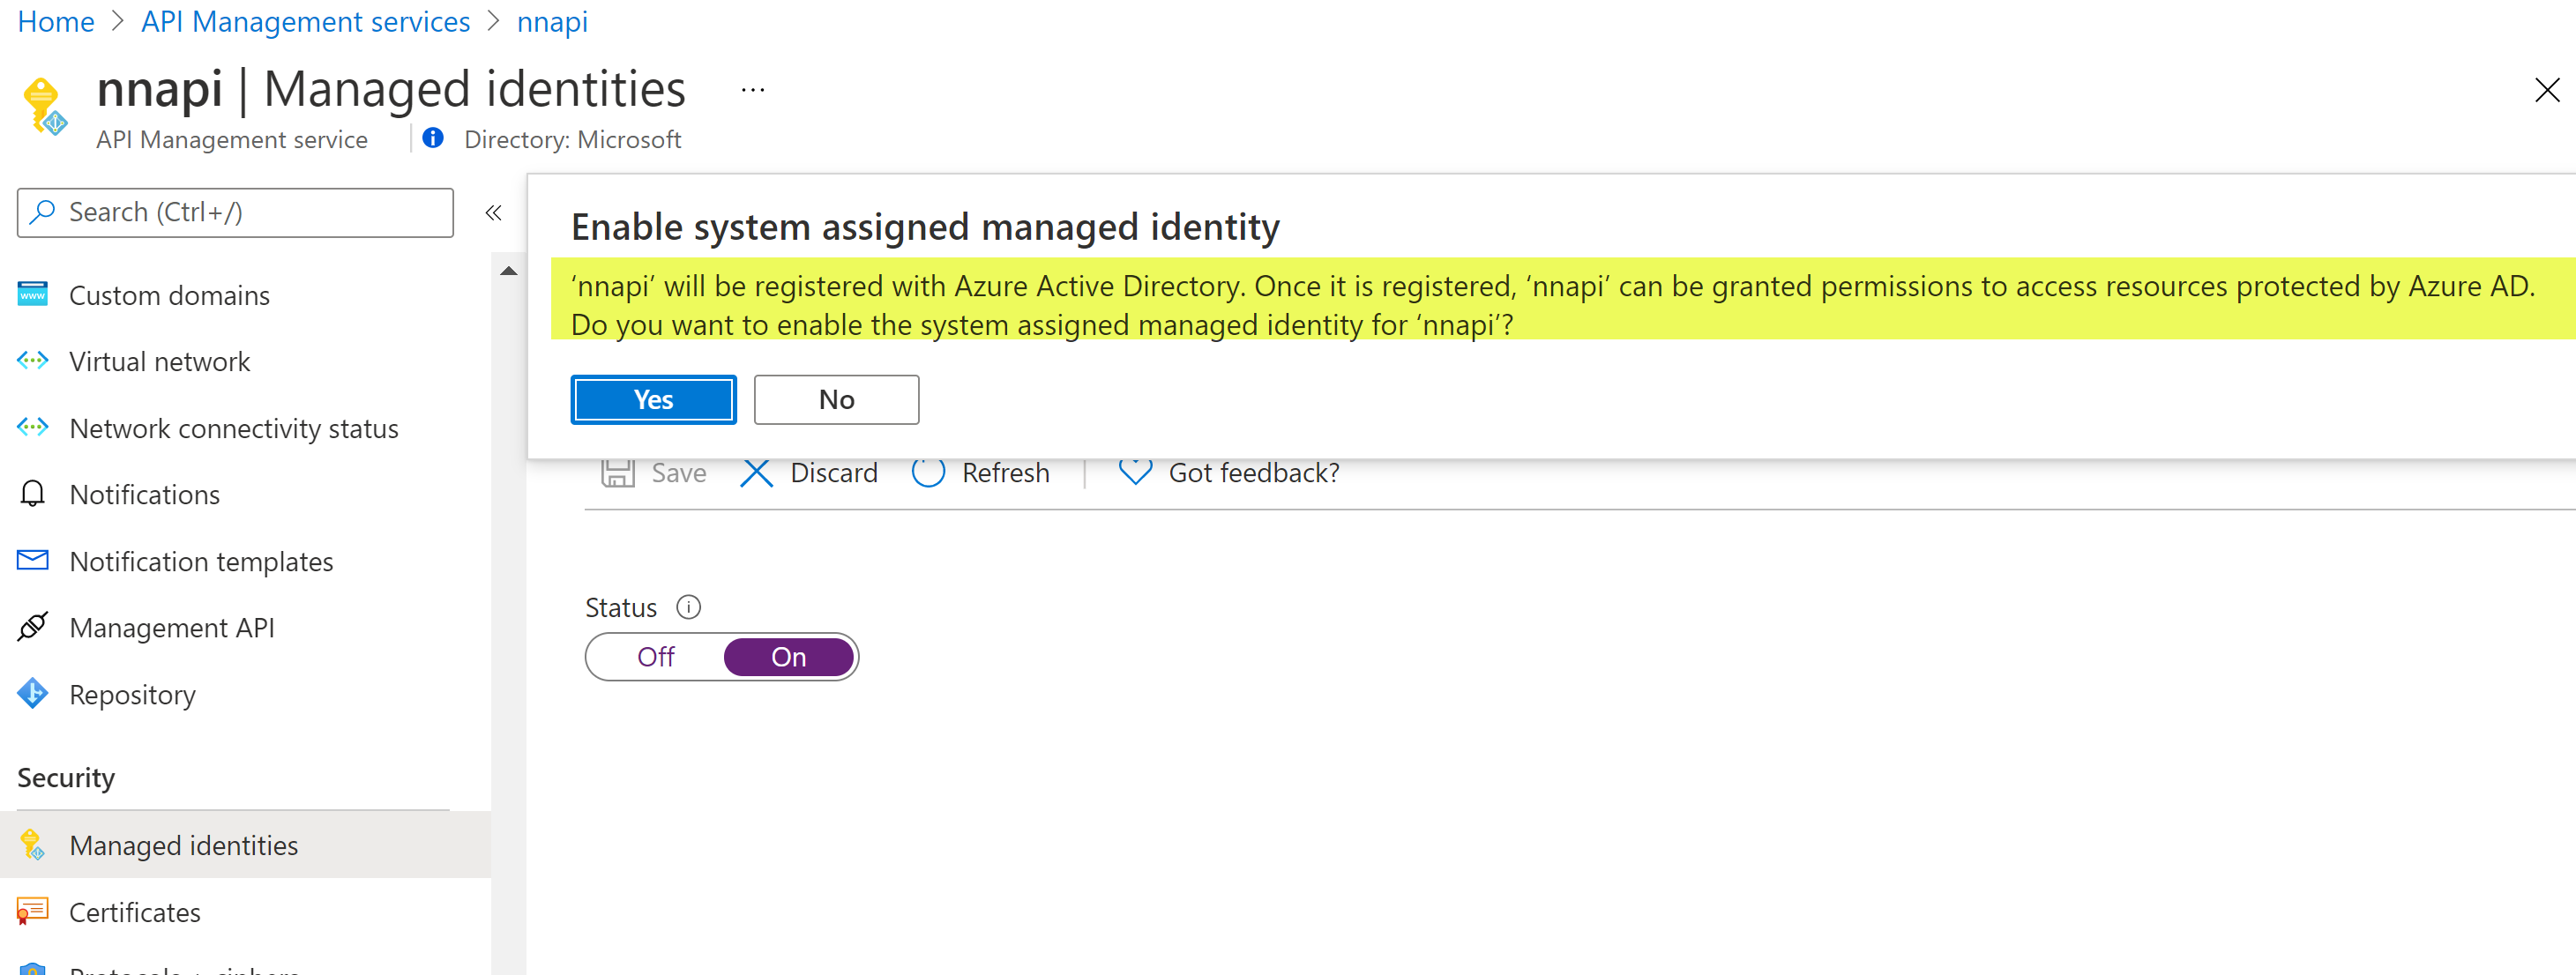 Home > API Management services > nnapi
nnapi | Managed identities ...
API Management service | Directory: Microsoft
Search (Ctrl+/)
Custom domains
Virtual network
Network connectivity status
Notifications
Notification templates
Management API
Repository
Security
Managed identities
Certificates
Enable system assigned managed identity
‘nnapi’ will be registered with Azure Active Directory. Once it is registered, ‘nnapi’ can be granted permissions to access resources protected by Azure AD.
Do you want to enable the system assigned managed identity for ‘nnapi’?
Yes No
Save Discard Refresh Got feedback?
Status
Off On